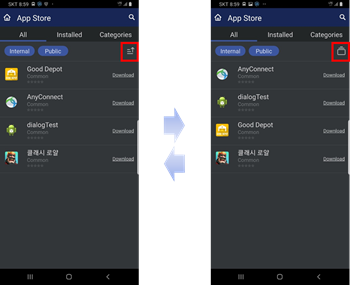 SKT 8:59
App Store
All Installed Categories
Internal Public
Good Depot
Common
Download
AnyConnect
Common
Download
dialogTest
Common
Download
클래시 로얄
Common
Download
SKT 8:59
App Store
All Installed Categories
Internal Public
AnyConnect
Common
Download
dialogTest
Common
Download
Good Depot
Common
Download
클래시 로얄
Common
Download